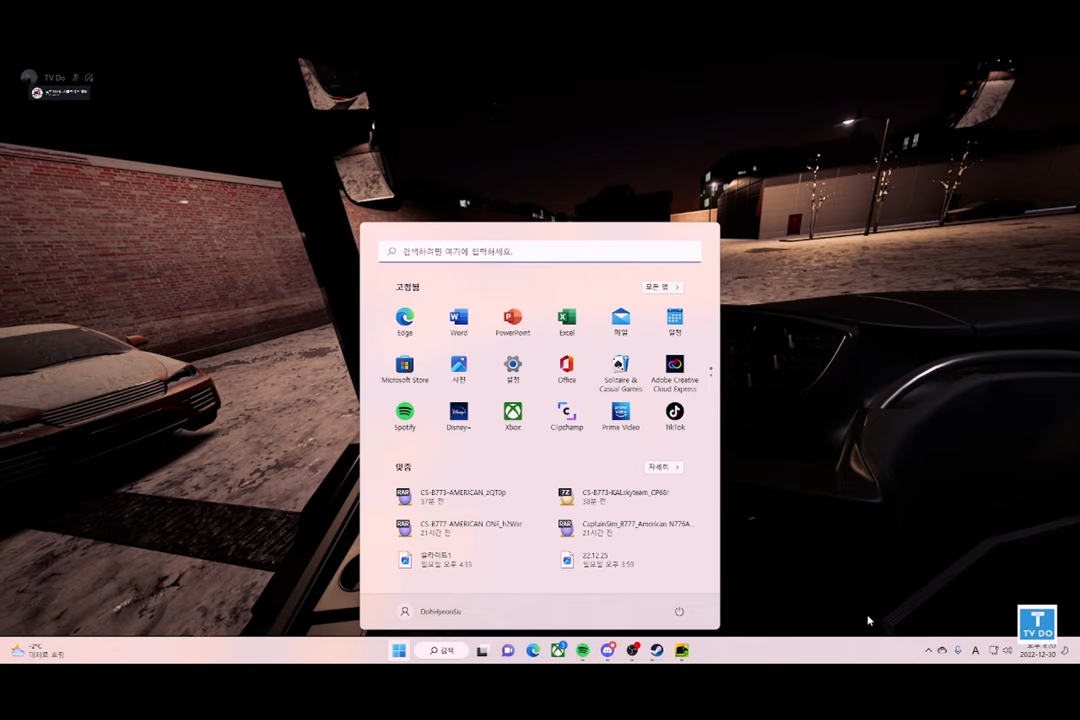 TV Do
검색하려면 여기에 입력하세요.
고정됨
모든 앱 >
Edge
Word
PowerPoint
Excel
메일
일정
Microsoft Store
사진
설정
Office
Solitaire &
Casual Games
Adobe Creative
Cloud Express
Spotify
Disney+
Xbox
Clipchamp
Prime Video
TikTok
맞춤
자세히 >
CS-B773-AMERICAN_zQT0p
37분 전
CS-B773-KALskyteam_CP68r
38분 전
CS-B777-AMERICAN ONE_h2Wxr
21시간 전
CaptainSim_B777_American N776A...
21시간 전
슬라이드1
일요일 오후 4:33
22.12.25
일요일 오후 3:59
DohHyeonSu
T
TV DO
-2°C
대체로 흐림
검색
A
2022-12-30